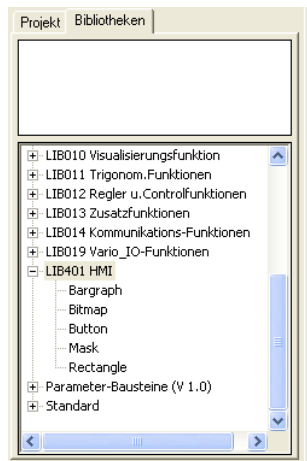 Projekt Bibliotheken
LIB010 Visualisierungsfunktion
LIB011 Trigonom.Funktionen
LIB012 Regler u.Controlfunktionen
LIB013 Zusatzfunktionen
LIB014 Kommunikations-Funktionen
LIB019 Vario_IO-Funktionen
LIB401 HMI
Bargraph
Bitmap
Button
Mask
Rectangle
Parameter-Bausteine (V 1.0)
Standard